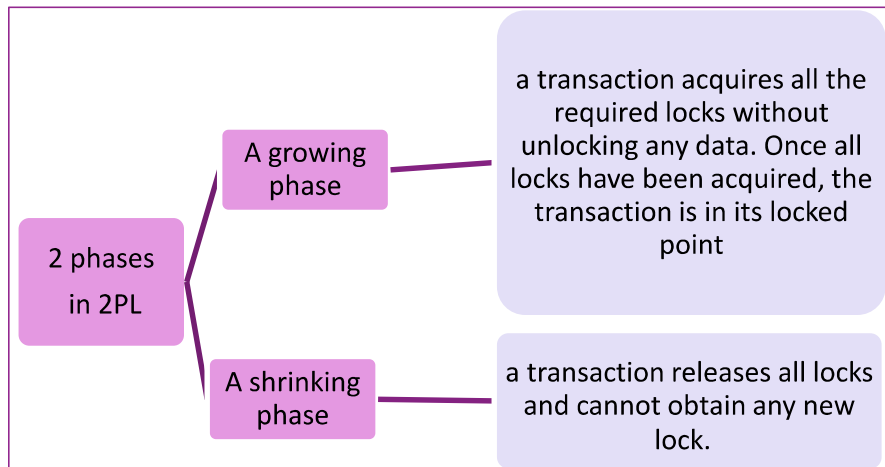 2 phases
in 2PL
A growing
phase
a transaction acquires all the
required locks without
unlocking any data. Once all
locks have been acquired, the
transaction is in its locked
point
A shrinking
phase
a transaction releases all locks
and cannot obtain any new
lock.